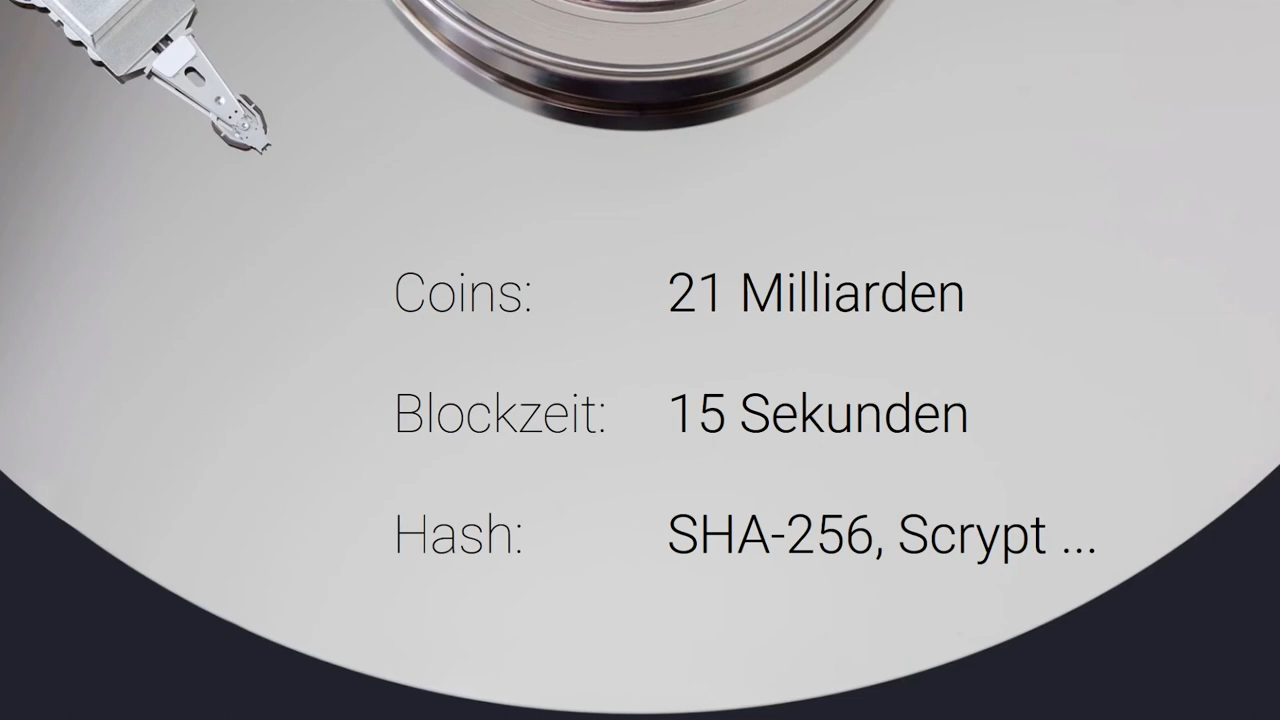 Coins: 21 Milliarden
Blockzeit: 15 Sekunden
Hash: SHA-256, Scrypt ...